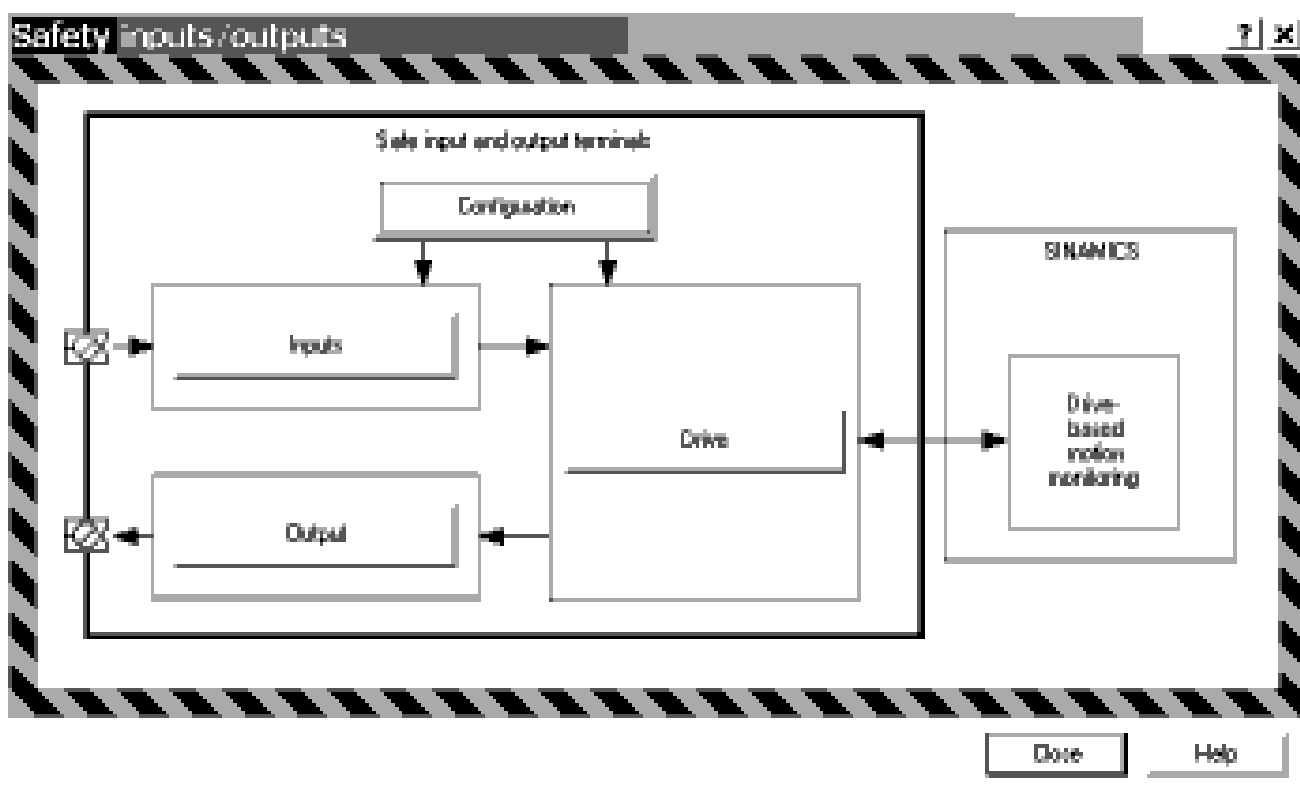 Safety inputs/outputs
? X
Safe input and output terminals
Configuration
SINAMICS
Inputs
Drive-
based
motion
monitoring
Drive
Output
Close
Help